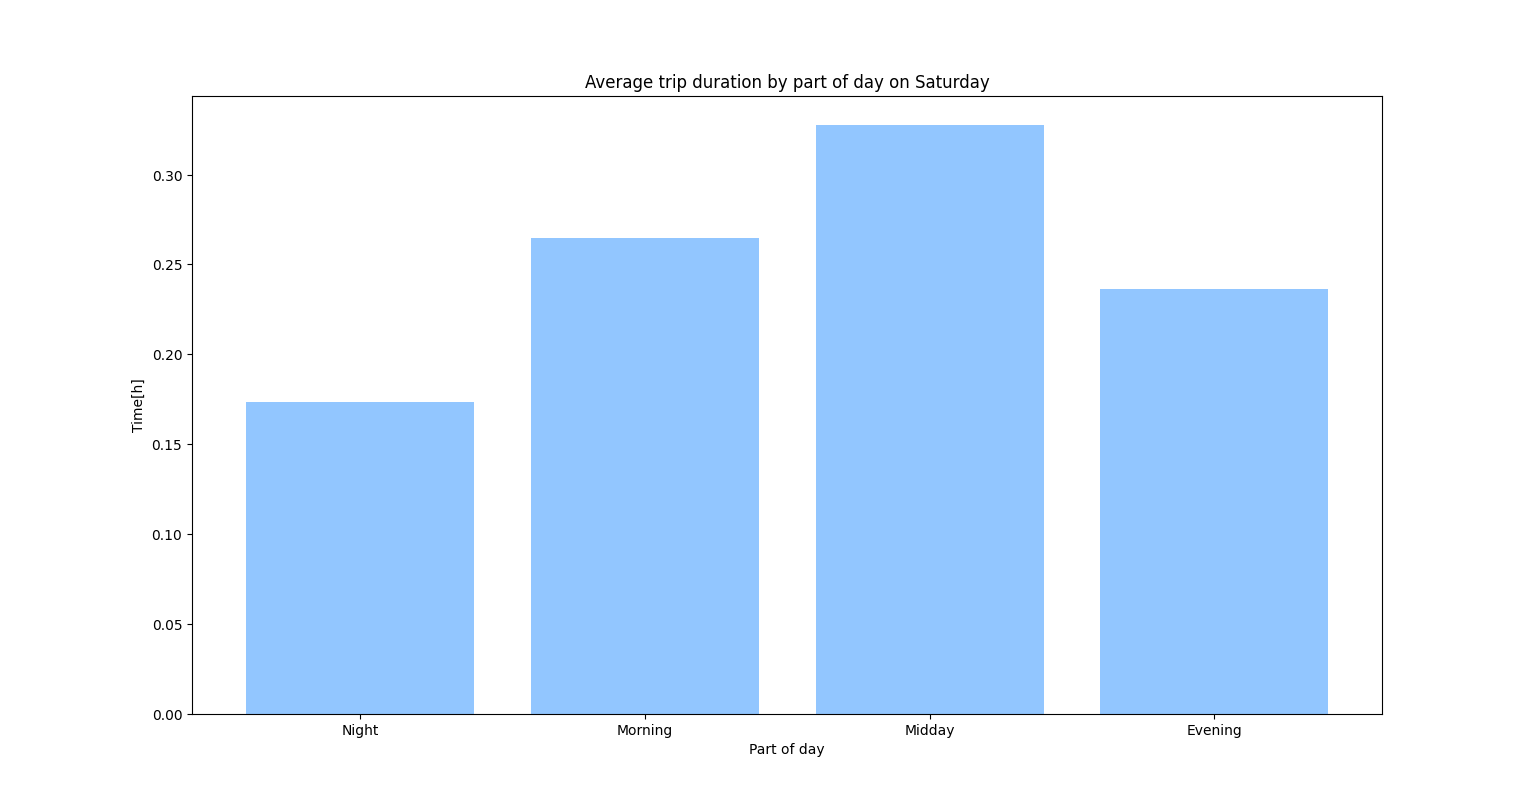 Average trip duration by part of day on Saturday
0.30
0.25
0.20
0.15
0.10
0.05
0.00
Time[h]
Night Morning Midday Evening
Part of day